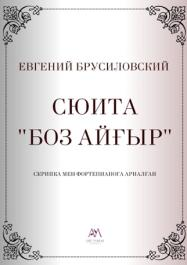 ЕВГЕНИЙ БРУСИЛОВСКИЙ
СЮИТА
"БОЗ АЙҒЫР"
СКРИПКА МЕН ФОРТЕПИАНОҒА АРНАЛҒАН